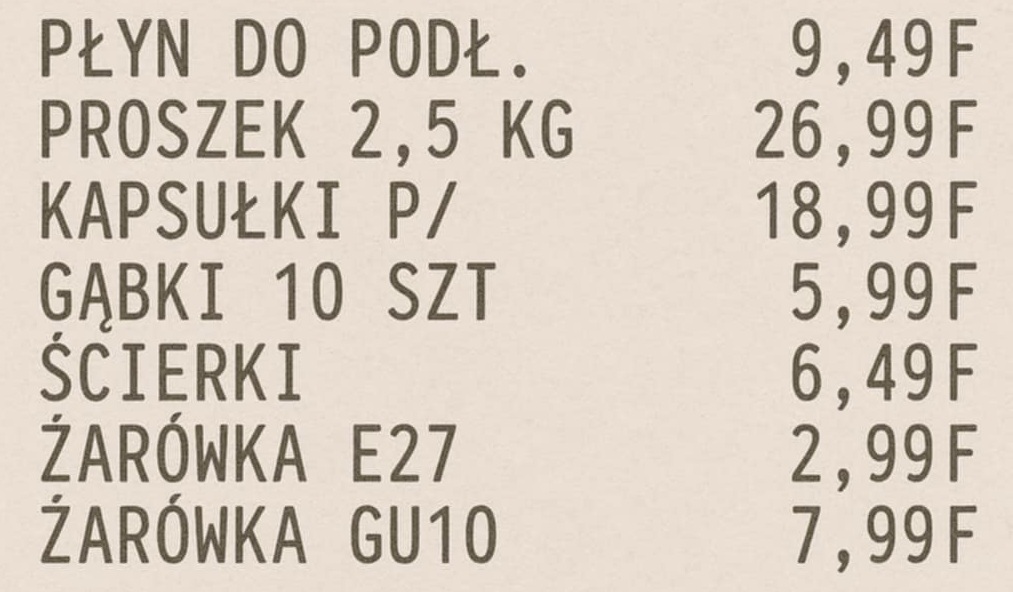 PŁYN DO PODŁ. 9,49F
PROSZEK 2,5 KG 26,99F
KAPSUŁKI P/ 18,99F
GĄBKI 10 SZT 5,99F
ŚCIERKI 6,49F
ŻARÓWKA E27 2,99F
ŻARÓWKA GU10 7,99F